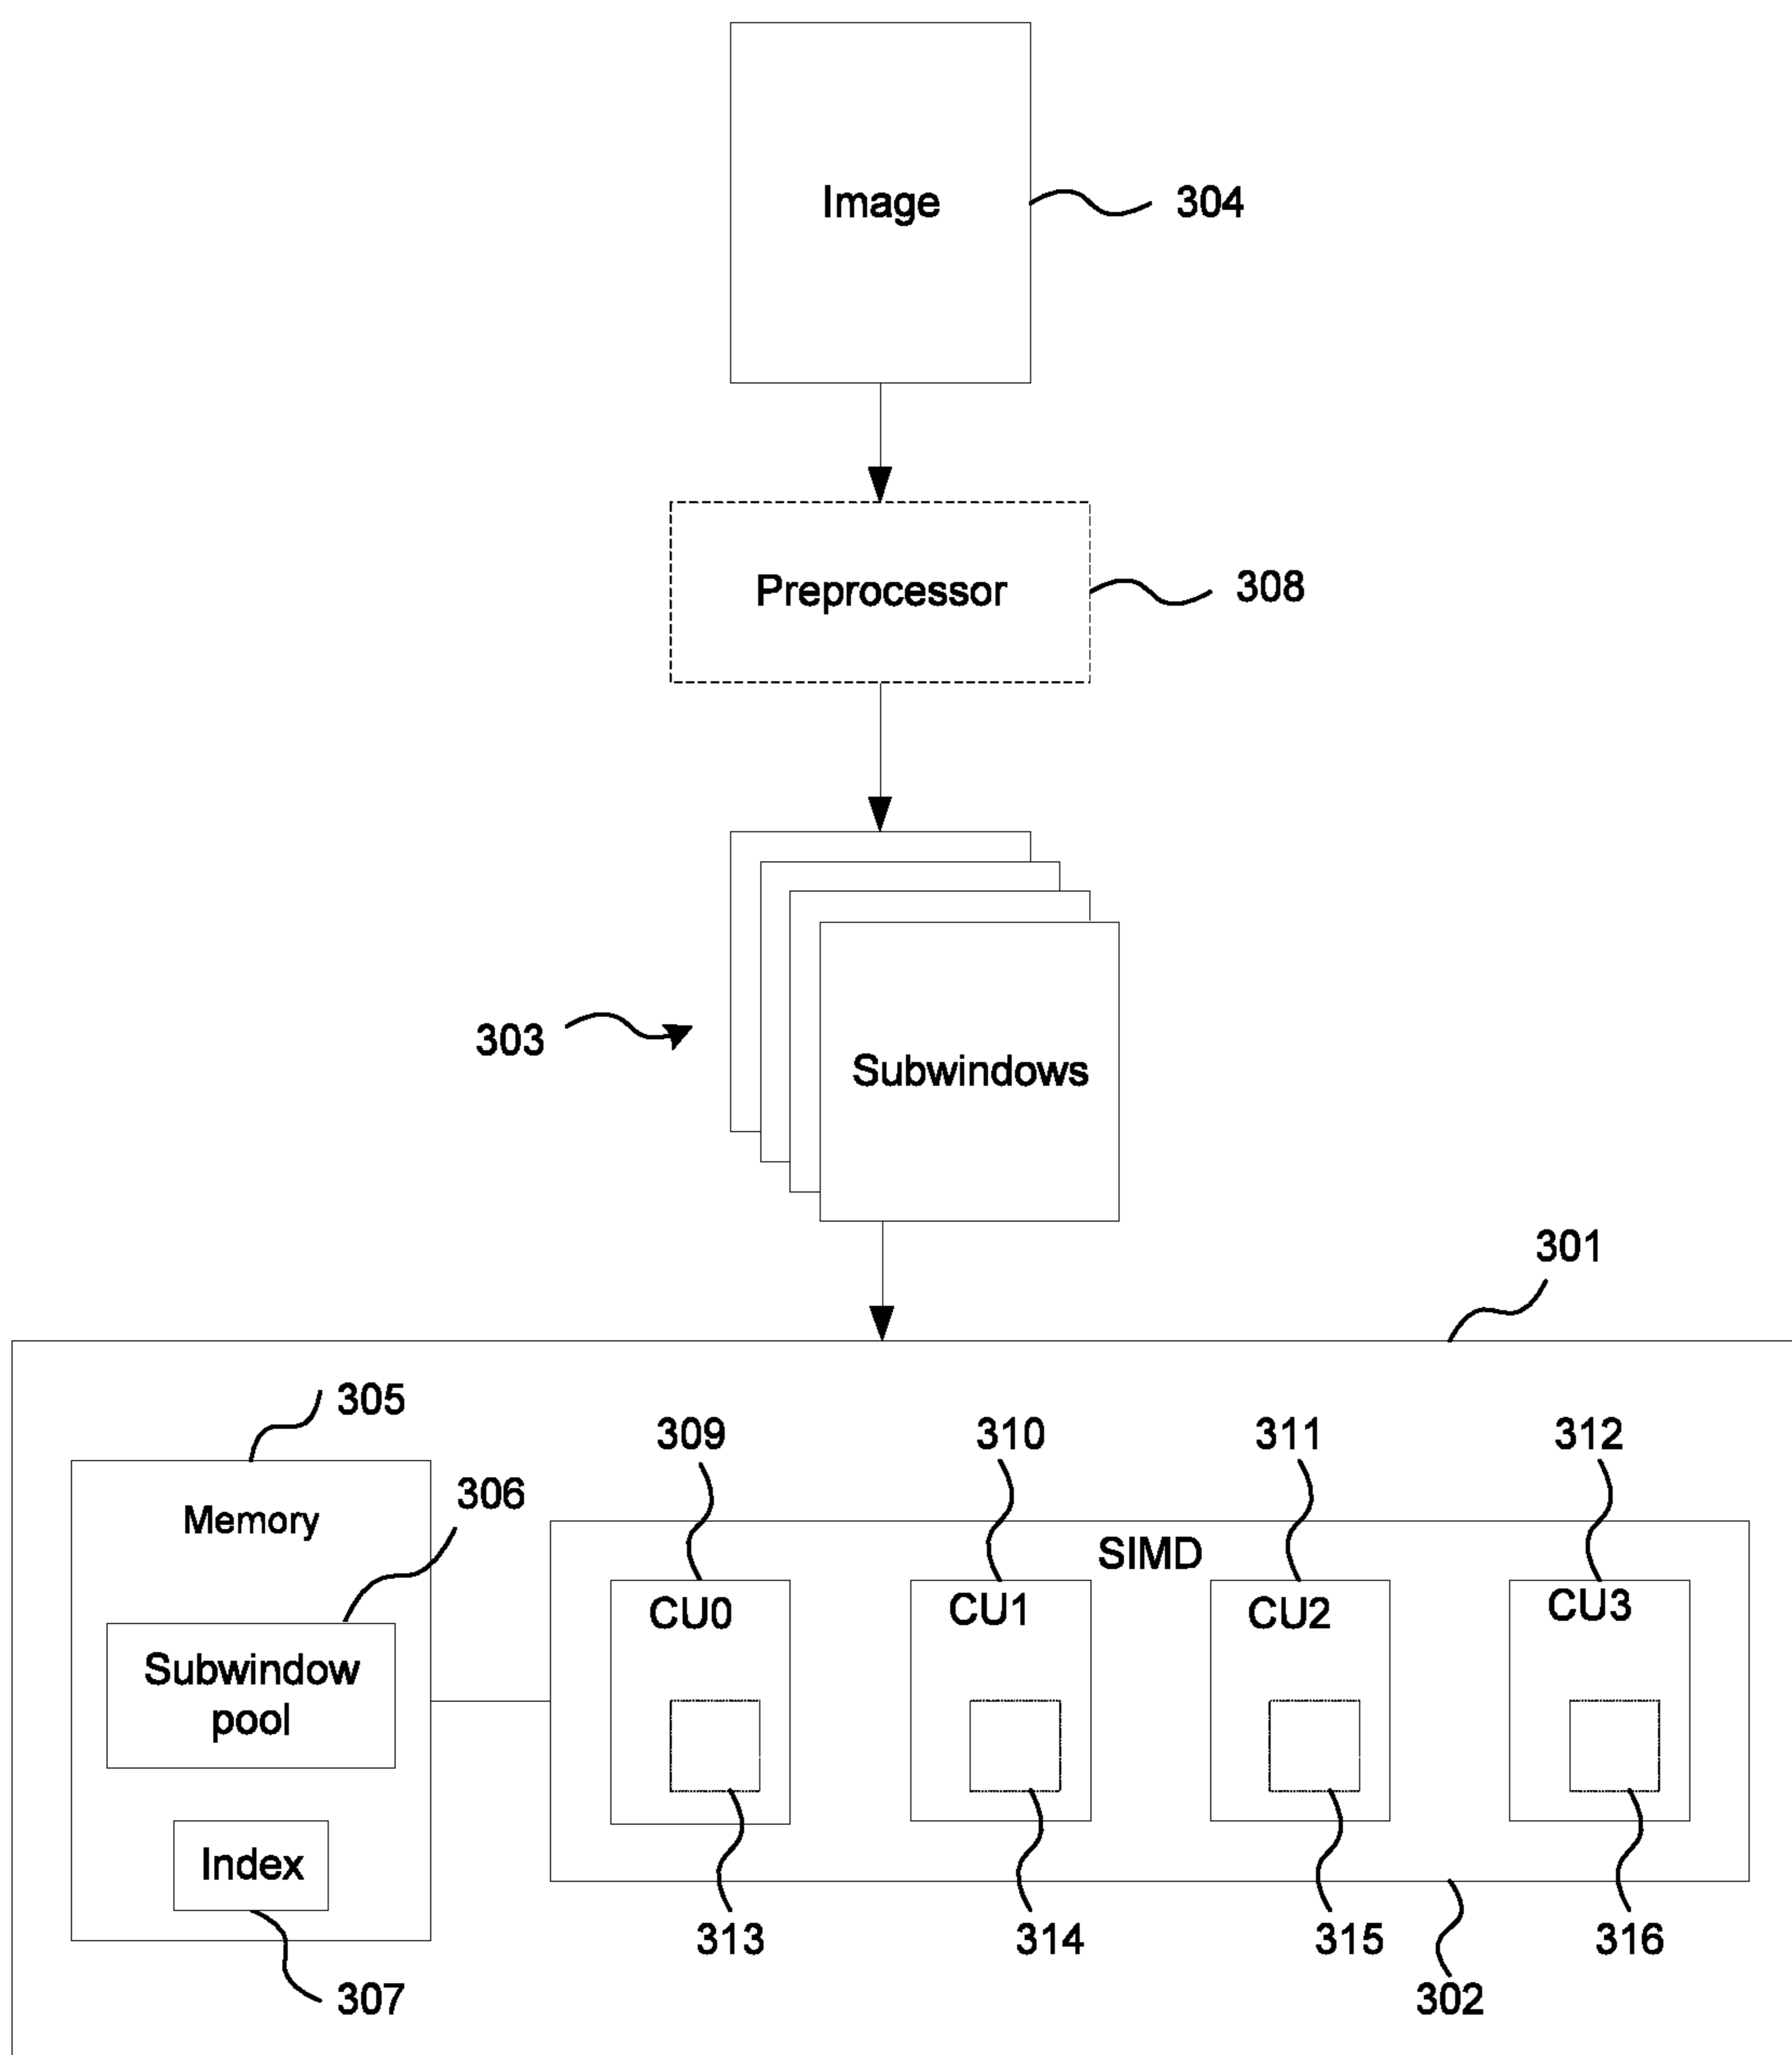 Image
304
Preprocessor
308
303
Subwindows
301
305
309
310
311
312
306
Memory
SIMD
CU0
CU1
CU2
CU3
Subwindow
pool
Index
313
314
315
316
307
302